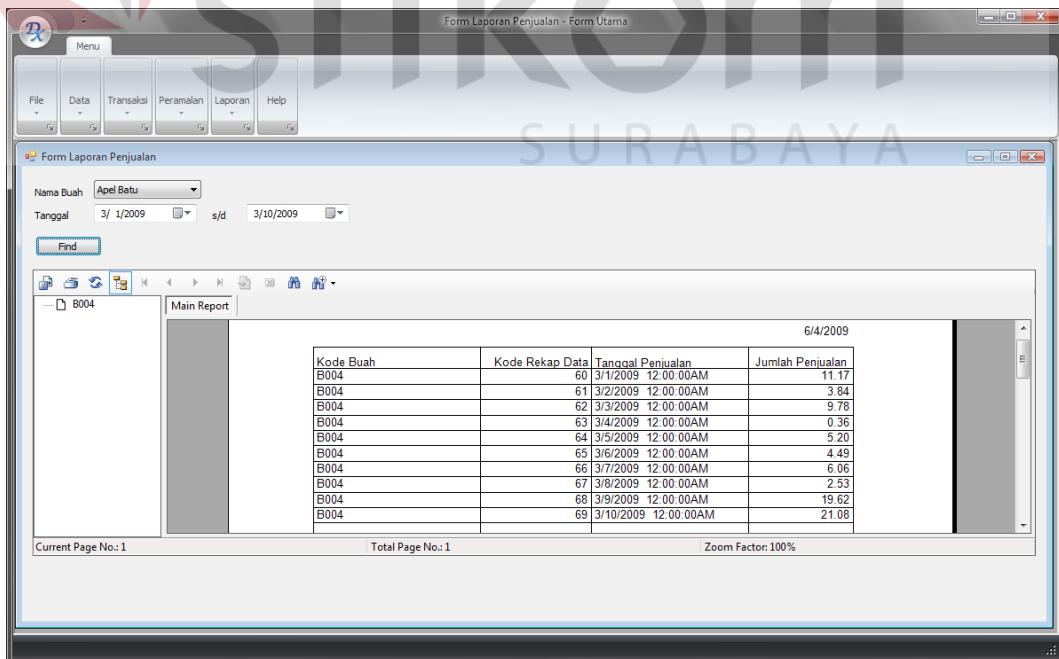 stikom
SURABAYA
Form Laporan Penjualan - Form Utama
Menu
File Data Transaksi Peramalan Laporan Help
Form Laporan Penjualan
Nama Buah Apel Batu
Tanggal 3/ 1/2009 s/d 3/10/2009
Find
B004
Main Report
6/4/2009
Kode Buah Kode Rekap Data Tanggal Penjualan Jumlah Penjualan
B004 60 3/1/2009 12:00:00AM 11.17
B004 61 3/2/2009 12:00:00AM 3.84
B004 62 3/3/2009 12:00:00AM 9.78
B004 63 3/4/2009 12:00:00AM 0.36
B004 64 3/5/2009 12:00:00AM 5.20
B004 65 3/6/2009 12:00:00AM 4.49
B004 66 3/7/2009 12:00:00AM 6.06
B004 67 3/8/2009 12:00:00AM 2.53
B004 68 3/9/2009 12:00:00AM 19.62
B004 69 3/10/2009 12:00:00AM 21.08
Current Page No.: 1 Total Page No.: 1 Zoom Factor: 100%